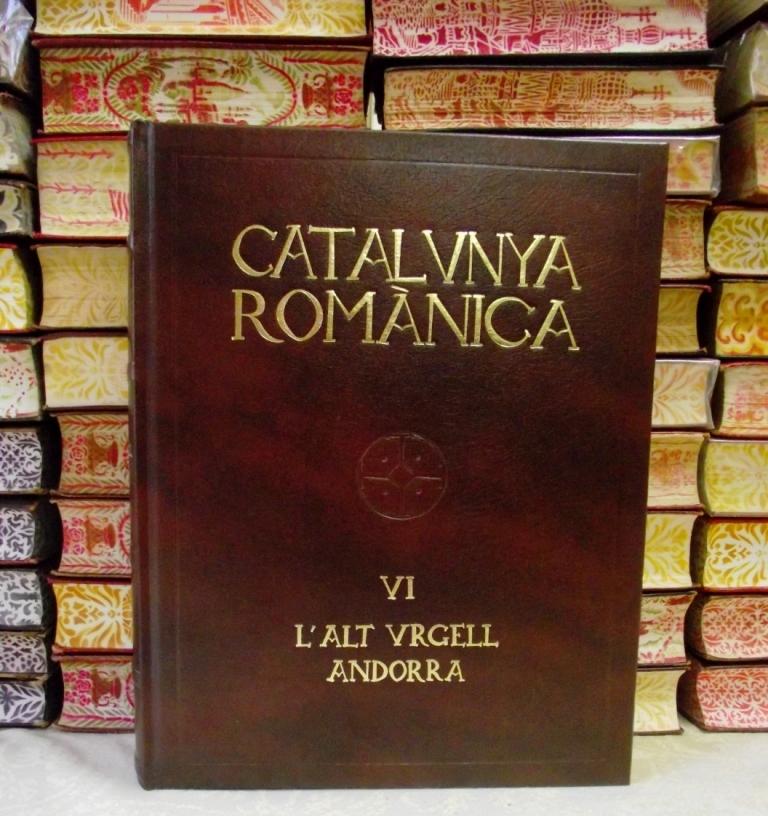 CATALVNYA
ROMÀNICA
VI
L'ALT VRGELL
ANDORRA